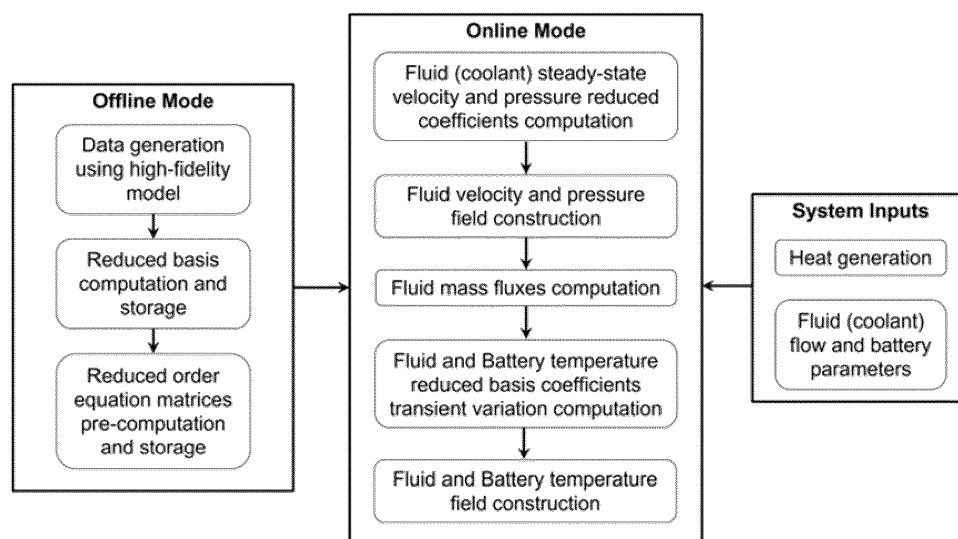 Offline Mode
Data generation
using high-fidelity
model
Reduced basis
computation and
storage
Reduced order
equation matrices
pre-computation
and storage
Online Mode
Fluid (coolant) steady-state
velocity and pressure reduced
coefficients computation
Fluid velocity and pressure
field construction
Fluid mass fluxes computation
Fluid and Battery temperature
reduced basis coefficients
transient variation computation
Fluid and Battery temperature
field construction
System Inputs
Heat generation
Fluid (coolant)
flow and battery
parameters